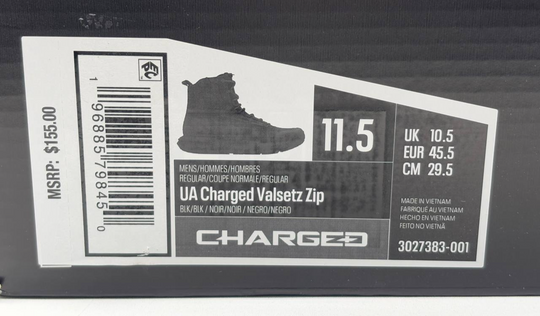 MSRP: $155.00
1 96885 79845 0
11.5
UK 10.5
EUR 45.5
CM 29.5
MENS/HOMMES/HOMBRES
REGULAR/COUPE NORMALE/REGULAR
UA Charged Valsetz Zip
BLK/BLK / NOIR/NOIR / NEGRO/NEGRO
CHARGED
MADE IN VIETNAM
FABRIQUÉ AU VIETNAM
HECHO EN VIETNAM
FEITO NO VIETNÃ
3027383-001